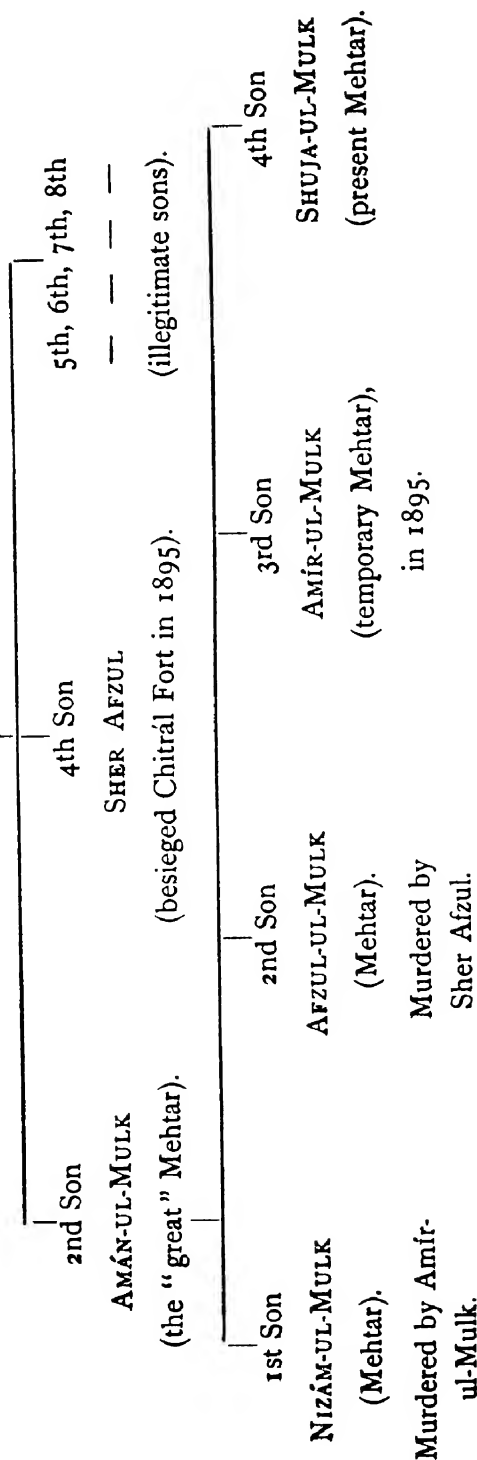 2nd Son
AMÁN-UL-MULK
(the "great" Mehtar).
4th Son
SHER AFZUL
(besieged Chitrál Fort in 1895).
5th, 6th, 7th, 8th
— — — —
(illegitimate sons).
1st Son
NIZÁM-UL-MULK
(Mehtar).
Murdered by Amír-
ul-Mulk.
2nd Son
AFZUL-UL-MULK
(Mehtar).
Murdered by
Sher Afzul.
3rd Son
AMÍR-UL-MULK
(temporary Mehtar),
in 1895.
4th Son
SHUJA-UL-MULK
(present Mehtar).